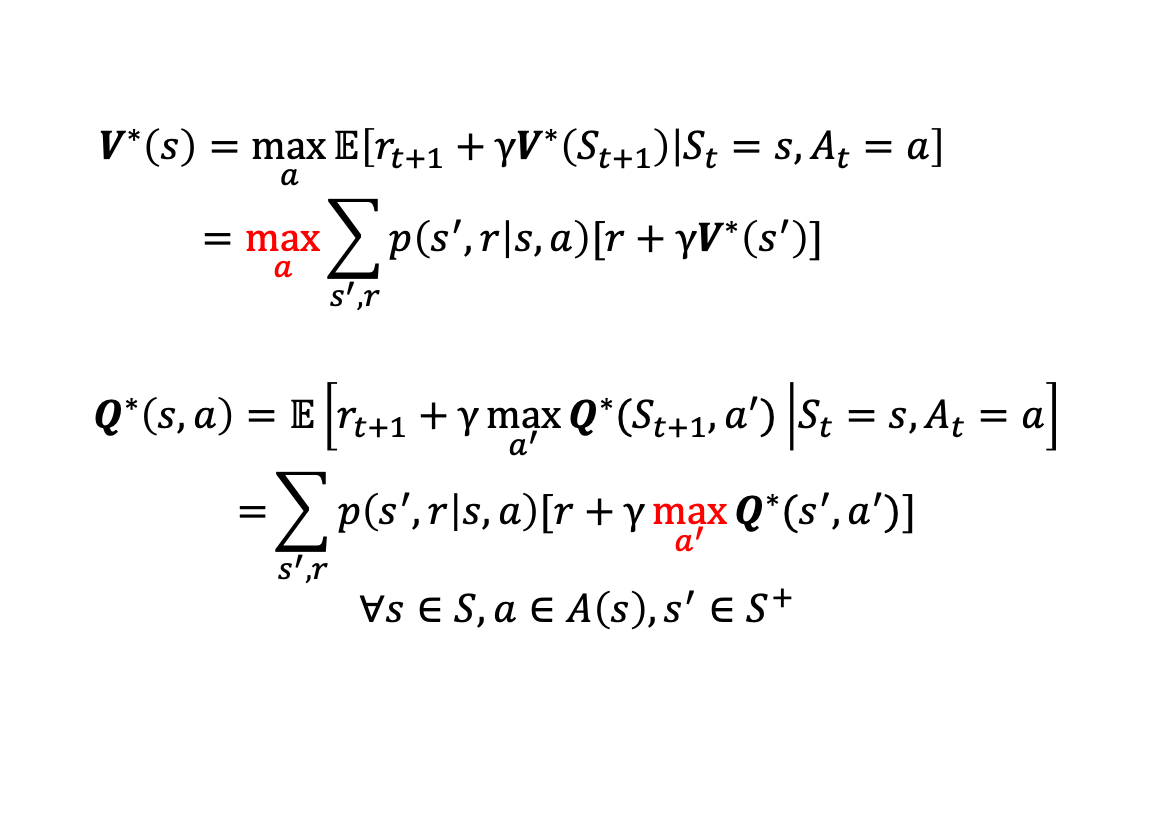 V*(s) = max_a 𝔼[r_{t+1} + γV*(S_{t+1})|S_t = s, A_t = a]
= max_a ∑_{s′,r} p(s′, r|s, a)[r + γV*(s′)]
Q*(s, a) = 𝔼 [r_{t+1} + γ max_{a′} Q*(S_{t+1}, a′) |S_t = s, A_t = a]
= ∑_{s′,r} p(s′, r|s, a)[r + γ max_{a′} Q*(s′, a′)]
∀s ∈ S, a ∈ A(s), s′ ∈ S⁺